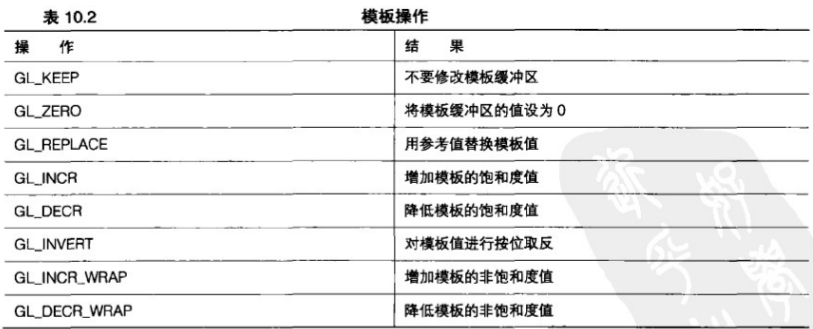 表 10.2 模板操作
操 作 结 果
GL_KEEP 不要修改模板缓冲区
GL_ZERO 将模板缓冲区的值设为 0
GL_REPLACE 用参考值替换模板值
GL_INCR 增加模板的饱和度值
GL_DECR 降低模板的饱和度值
GL_INVERT 对模板值进行按位取反
GL_INCR_WRAP 增加模板的非饱和度值
GL_DECR_WRAP 降低模板的非饱和度值